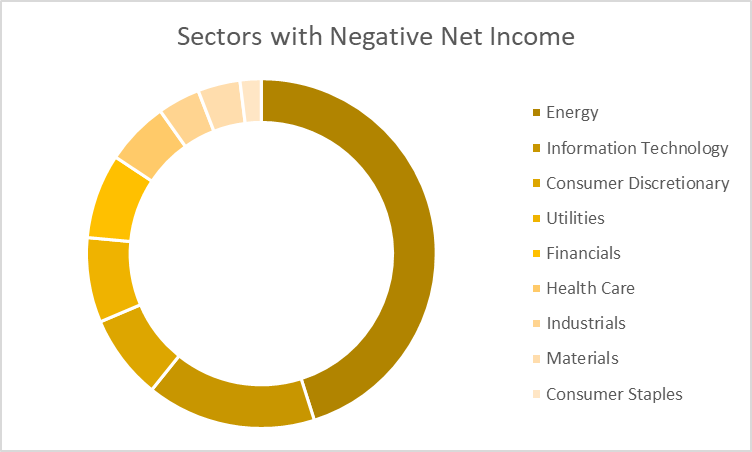 Sectors with Negative Net Income
Energy
Information Technology
Consumer Discretionary
Utilities
Financials
Health Care
Industrials
Materials
Consumer Staples